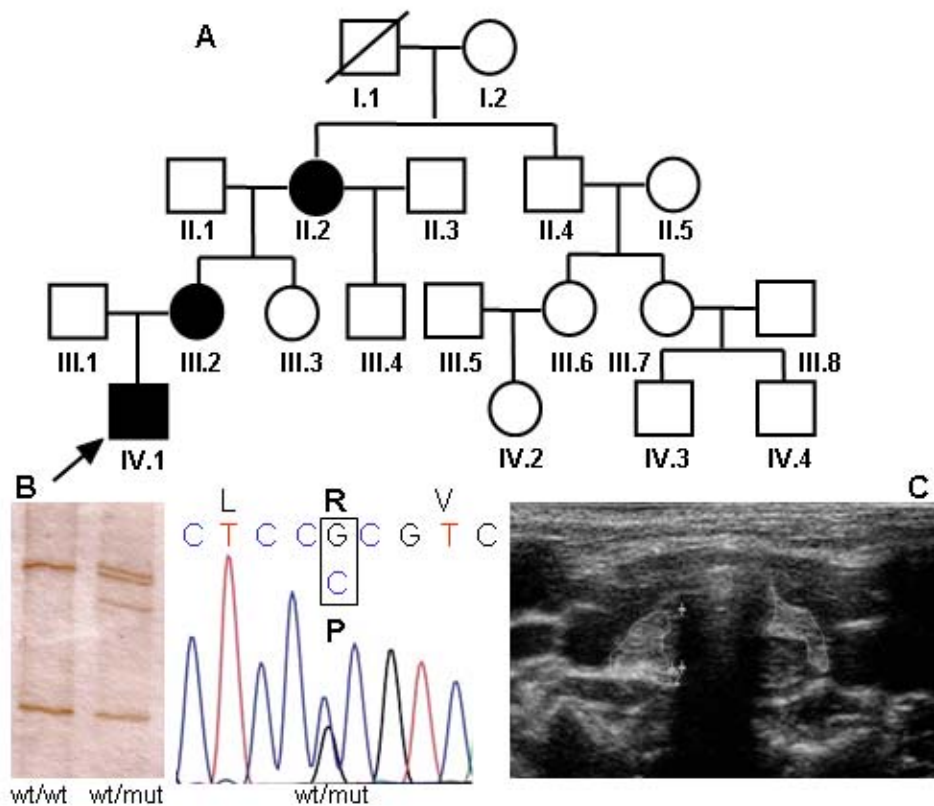 A
I.1 I.2
II.1 II.2 II.3 II.4 II.5
III.1 III.2 III.3 III.4 III.5 III.6 III.7 III.8
IV.1 IV.2 IV.3 IV.4
B C
L R V
C T C C G C G T C
C
P
wt/wt wt/mut wt/mut